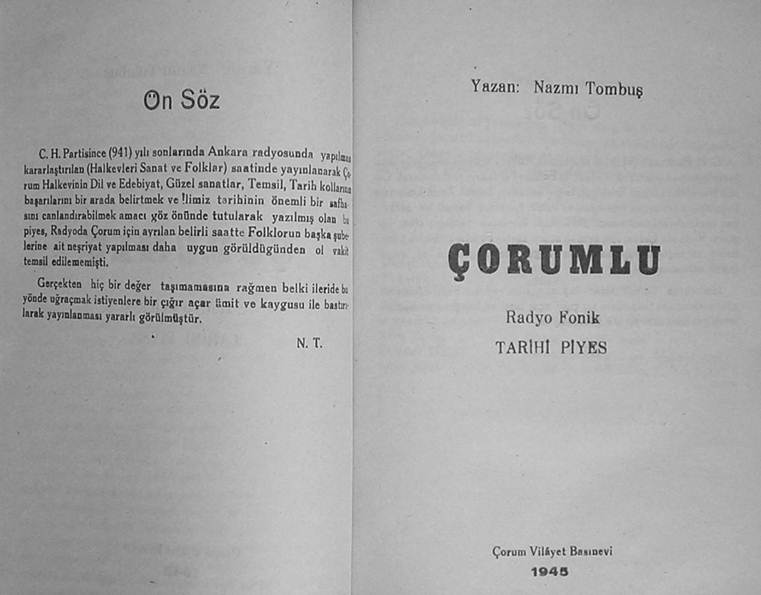 Ön Söz
C. H. Partisince (941) yılı sonlarında Ankara radyosunda yapılması
kararlaştırılan (Halkevleri Sanat ve Folklar) saatinde yayınlanarak Ço
rum Halkevinin Dil ve Edebiyat, Güzel sanatlar, Temsil, Tarih kollarının
başarılarını bir arada belirtmek ve İlimiz tarihinin önemli bir safha-
sını canlandırabilmek amacı göz önünde tutularak yazılmış olan bu
piyes, Radyoda Çorum için ayrılan belirli saatte Folklorun başka şube-
lerine ait neşriyat yapılması daha uygun görüldüğünden ol vakit
temsil edilememişti.
Gerçekten hiç bir değer taşımamasına rağmen belki ileride bu
yönde uğraşmak istiyenlere bir çığır açar ümit ve kaygusu ile bastırı-
larak yayınlanması yararlı görülmüştür.
N. T.
Yazan: Nazmı Tombuş
ÇORUMLU
Radyo Fonik
TARİHİ PİYES
Çorum Vilâyet Basınevi
1945